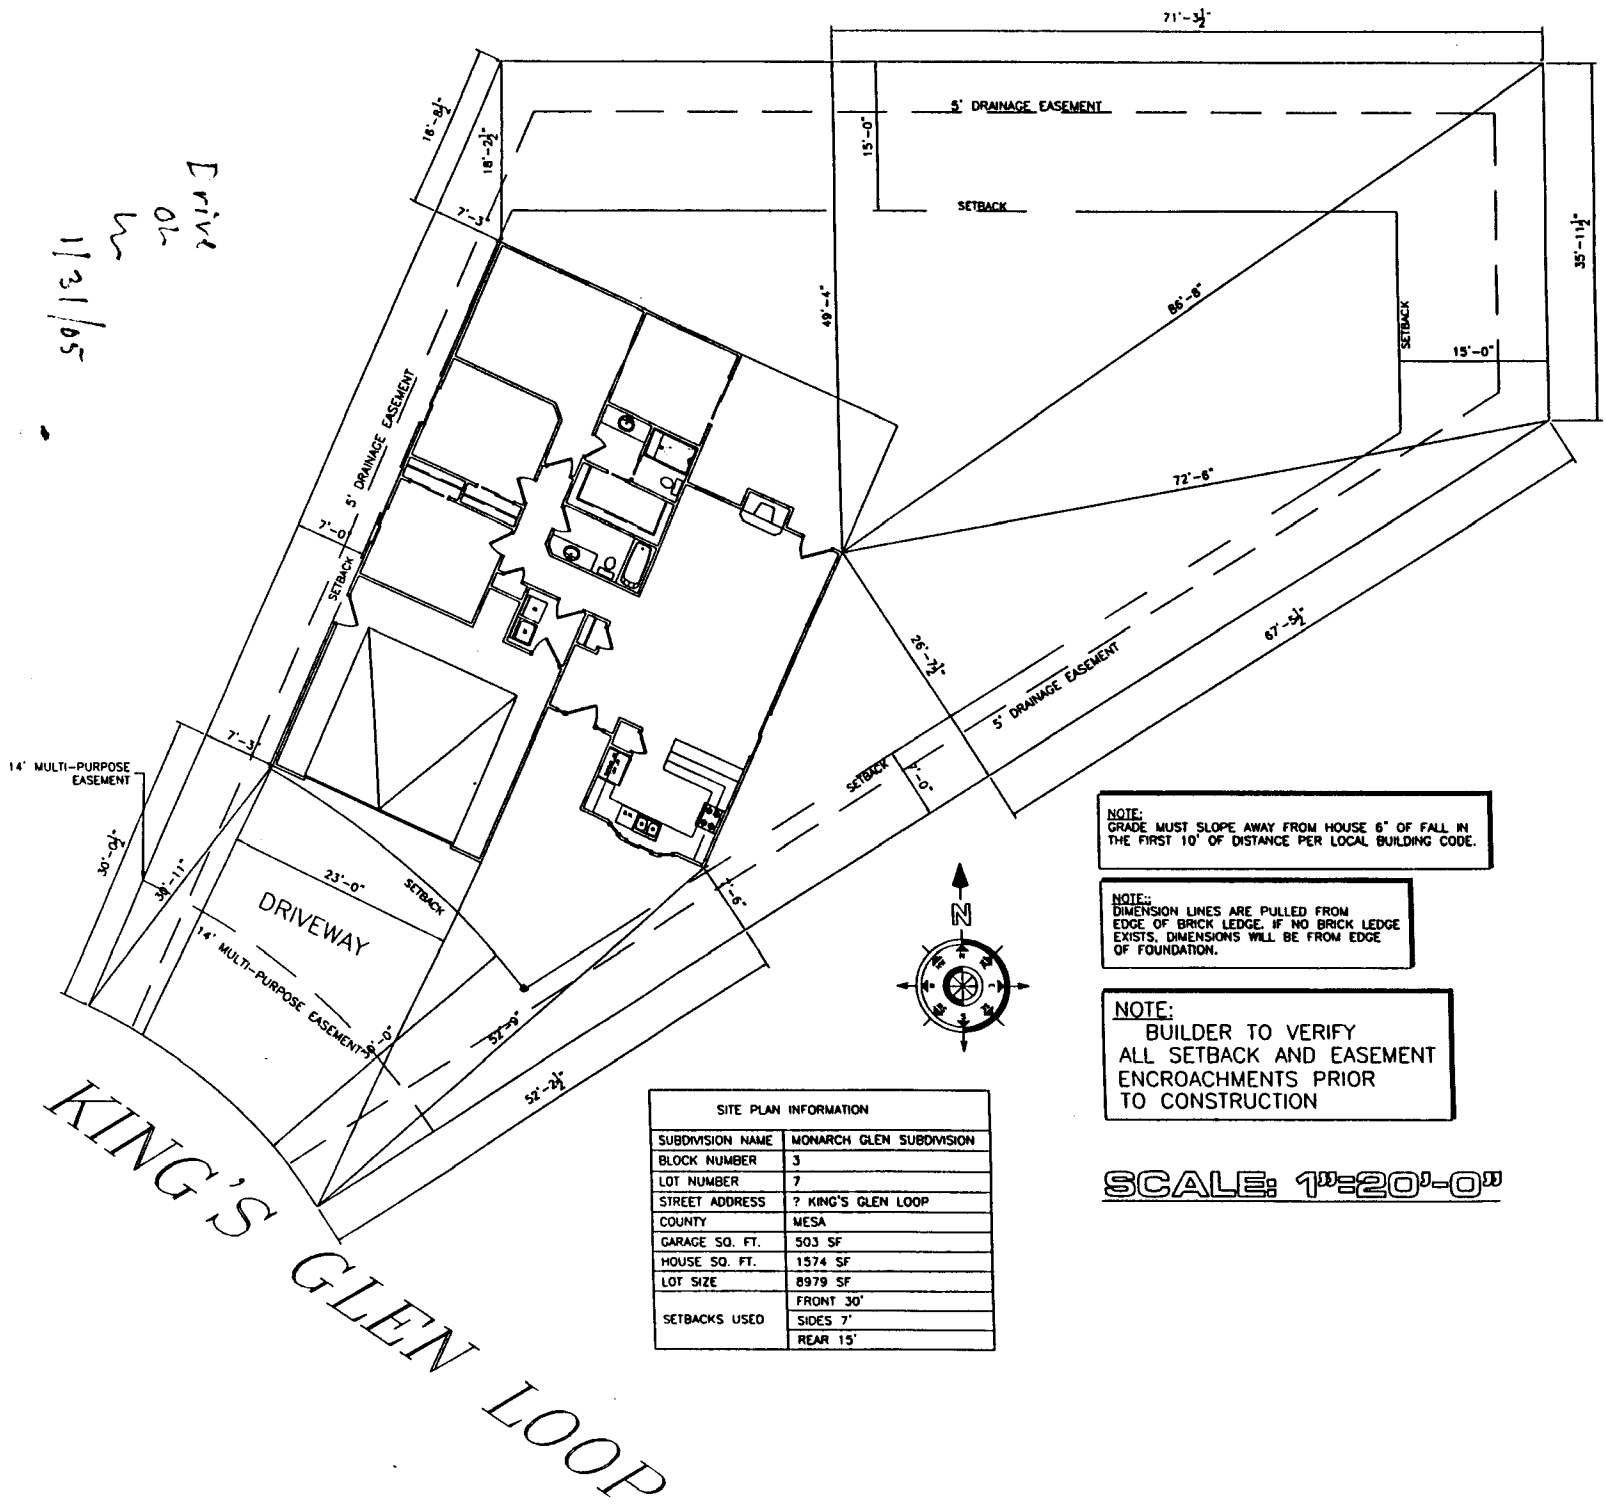 71'-3½"
5' DRAINAGE EASEMENT
16'-8½"
18'-2½"
15'-0"
Drive
OK
1/31/05
7'-3"
SETBACK
35'-11½"
49'-4"
86'-8"
SETBACK
15'-0"
5' DRAINAGE EASEMENT
72'-6"
7'-0"
SETBACK
26'-7½"
67'-5½"
5' DRAINAGE EASEMENT
7'-3"
14' MULTI-PURPOSE
EASEMENT
SETBACK
7'-0"
30'-0½"
30'-11"
23'-0"
SETBACK
DRIVEWAY
7'-6"
14' MULTI-PURPOSE EASEMENT
52'-9"
52'-2½"
N
NOTE:
GRADE MUST SLOPE AWAY FROM HOUSE 6" OF FALL IN
THE FIRST 10' OF DISTANCE PER LOCAL BUILDING CODE.
NOTE:
DIMENSION LINES ARE PULLED FROM
EDGE OF BRICK LEDGE. IF NO BRICK LEDGE
EXISTS, DIMENSIONS WILL BE FROM EDGE
OF FOUNDATION.
NOTE:
BUILDER TO VERIFY
ALL SETBACK AND EASEMENT
ENCROACHMENTS PRIOR
TO CONSTRUCTION
SCALE: 1"=20'-0"
KING'S GLEN LOOP
SITE PLAN INFORMATION
SUBDIVISION NAME MONARCH GLEN SUBDIVISION
BLOCK NUMBER 3
LOT NUMBER 7
STREET ADDRESS ? KING'S GLEN LOOP
COUNTY MESA
GARAGE SQ. FT. 503 SF
HOUSE SQ. FT. 1574 SF
LOT SIZE 8979 SF
SETBACKS USED FRONT 30'
SIDES 7'
REAR 15'